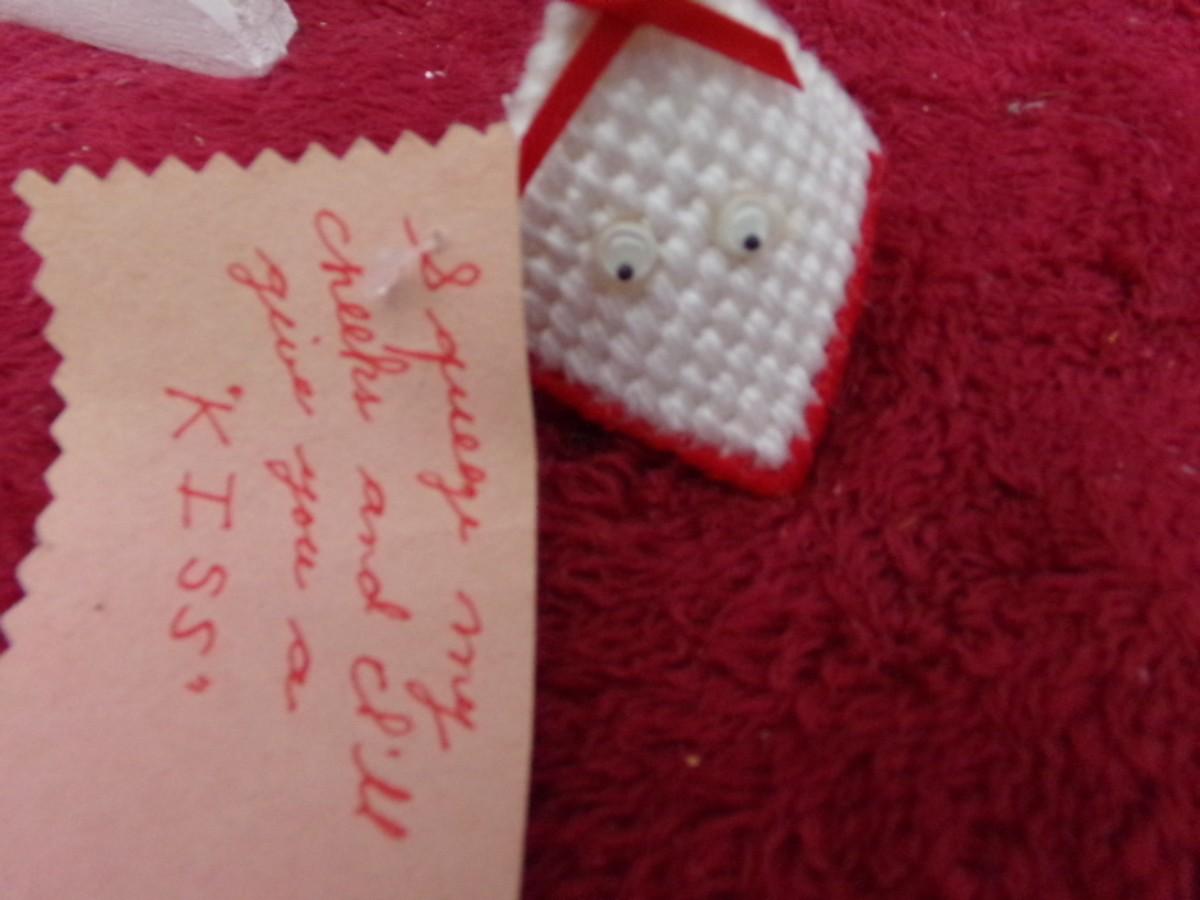 Squeeze my
cheeks and I'll
give you a
"KISS"